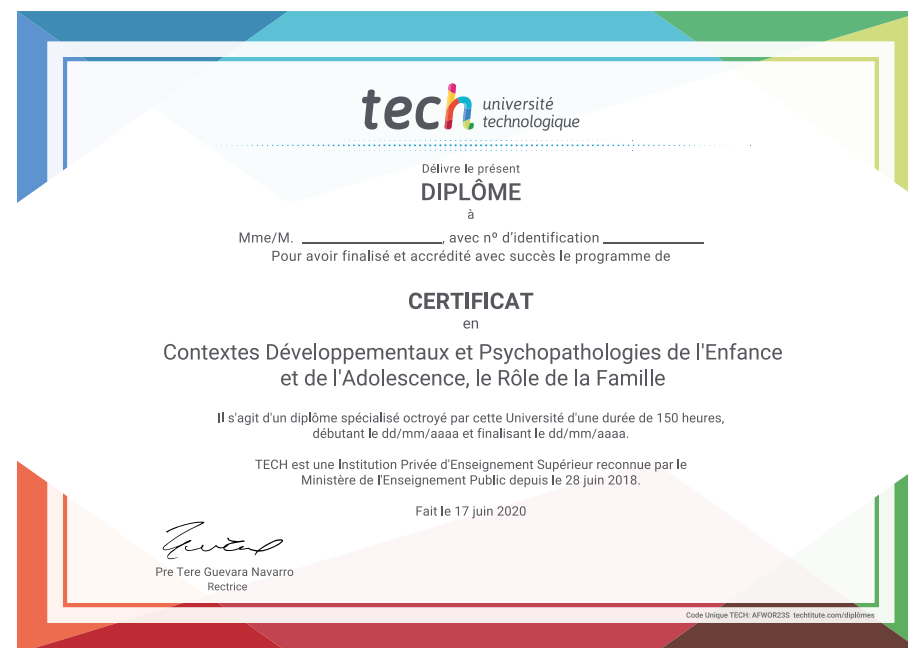 tech université
technologique
Délivre le présent
DIPLÔME
à
Mme/M. ____________, avec nº d'identification ____________
Pour avoir finalisé et accrédité avec succès le programme de
CERTIFICAT
en
Contextes Développementaux et Psychopathologies de l'Enfance
et de l'Adolescence, le Rôle de la Famille
Il s'agit d'un diplôme spécialisé octroyé par cette Université d'une durée de 150 heures,
débutant le dd/mm/aaaa et finalisant le dd/mm/aaaa.
TECH est une Institution Privée d'Enseignement Supérieur reconnue par le
Ministère de l'Enseignement Public depuis le 28 juin 2018.
Fait le 17 juin 2020
Pre Tere Guevara Navarro
Rectrice
Code Unique TECH: AFWOR23S techtitute.com/diplômes